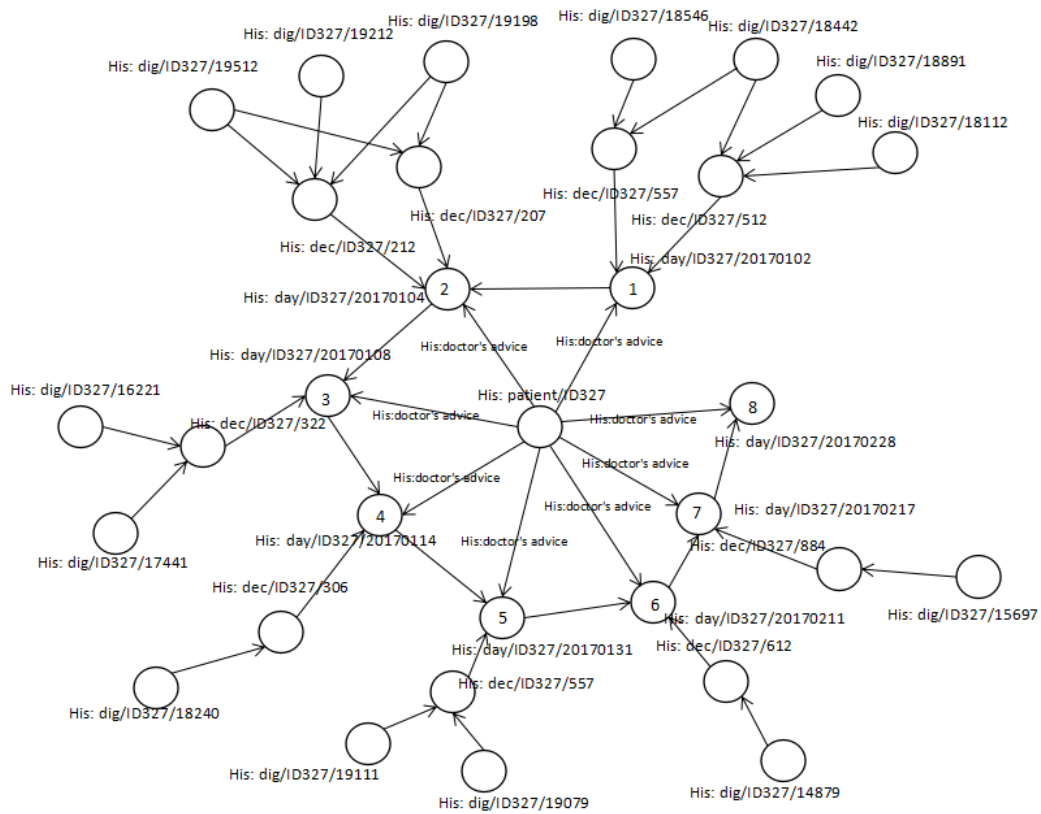 His: dig/ID327/18546
His: dig/ID327/19198
His: dig/ID327/18442
His: dig/ID327/19212
His: dig/ID327/19512
His: dig/ID327/18891
His: dig/ID327/18112
His: dec/ID327/557
His: dec/ID327/207
His: dec/ID327/512
His: dec/ID327/212
His: day/ID327/20170102
2
1
His: day/ID327/20170104
His:doctor's advice
His:doctor's advice
His: day/ID327/20170108
His: dig/ID327/16221
His: patient/ID327
3
8
His:doctor's advice
His:doctor's advice
His: dec/ID327/322
His: day/ID327/20170228
His:doctor's advice
His:doctor's advice
His:doctor's advice
4
7
His: day/ID327/20170217
His: day/ID327/20170114
His:doctor's advice
His: dec/ID327/884
His: dig/ID327/17441
His: dec/ID327/306
5
6
His: dig/ID327/15697
His: day/ID327/20170211
His: day/ID327/20170131
His: dec/ID327/612
His: dec/ID327/557
His: dig/ID327/18240
His: dig/ID327/19111
His: dig/ID327/14879
His: dig/ID327/19079